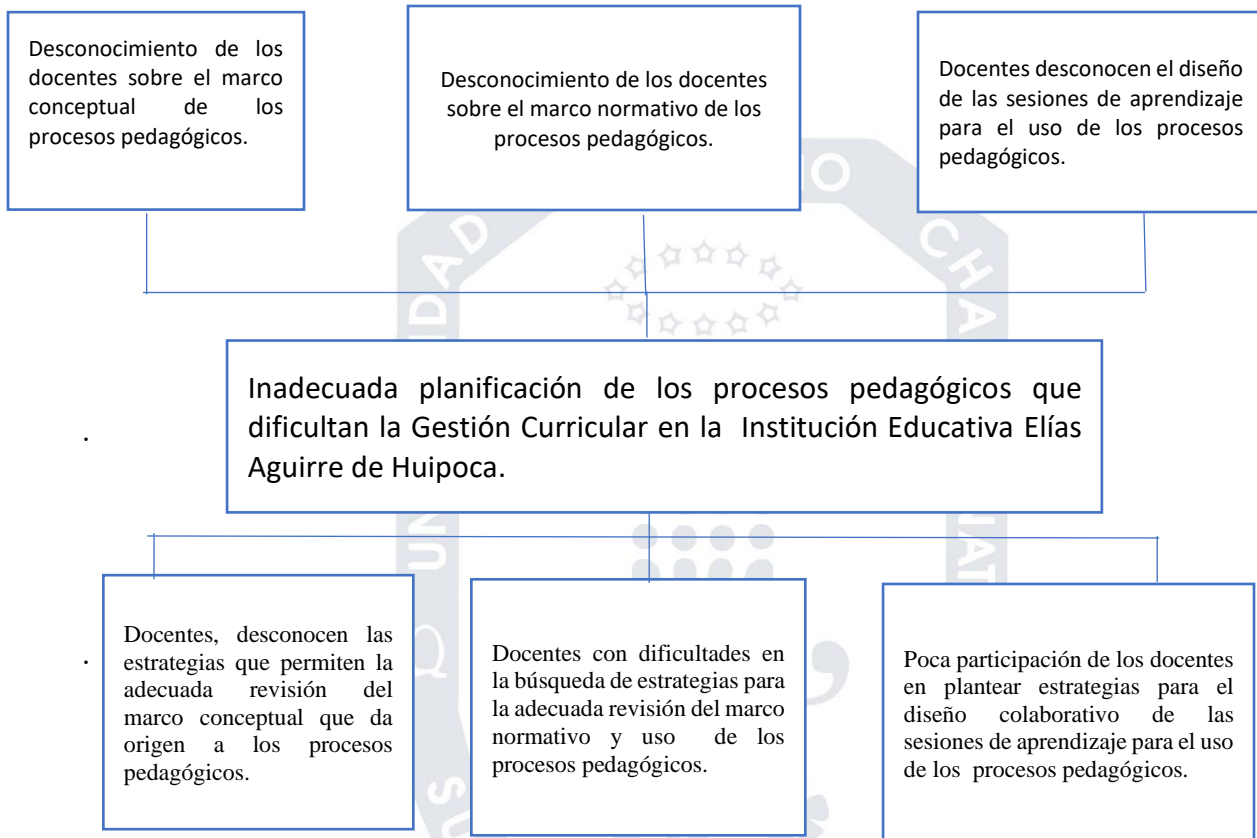 Desconocimiento de los
docentes sobre el marco
conceptual de los
procesos pedagógicos.
Desconocimiento de los docentes
sobre el marco normativo de los
procesos pedagógicos.
Docentes desconocen el diseño
de las sesiones de aprendizaje
para el uso de los procesos
pedagógicos.
Inadecuada planificación de los procesos pedagógicos que
dificultan la Gestión Curricular en la Institución Educativa Elías
Aguirre de Huipoca.
.
Docentes, desconocen las
estrategias que permiten la
adecuada revisión del
marco conceptual que da
origen a los procesos
pedagógicos.
.
Docentes con dificultades en
la búsqueda de estrategias para
la adecuada revisión del marco
normativo y uso de los
procesos pedagógicos.
Poca participación de los docentes
en plantear estrategias para el
diseño colaborativo de las
sesiones de aprendizaje para el uso
de los procesos pedagógicos.